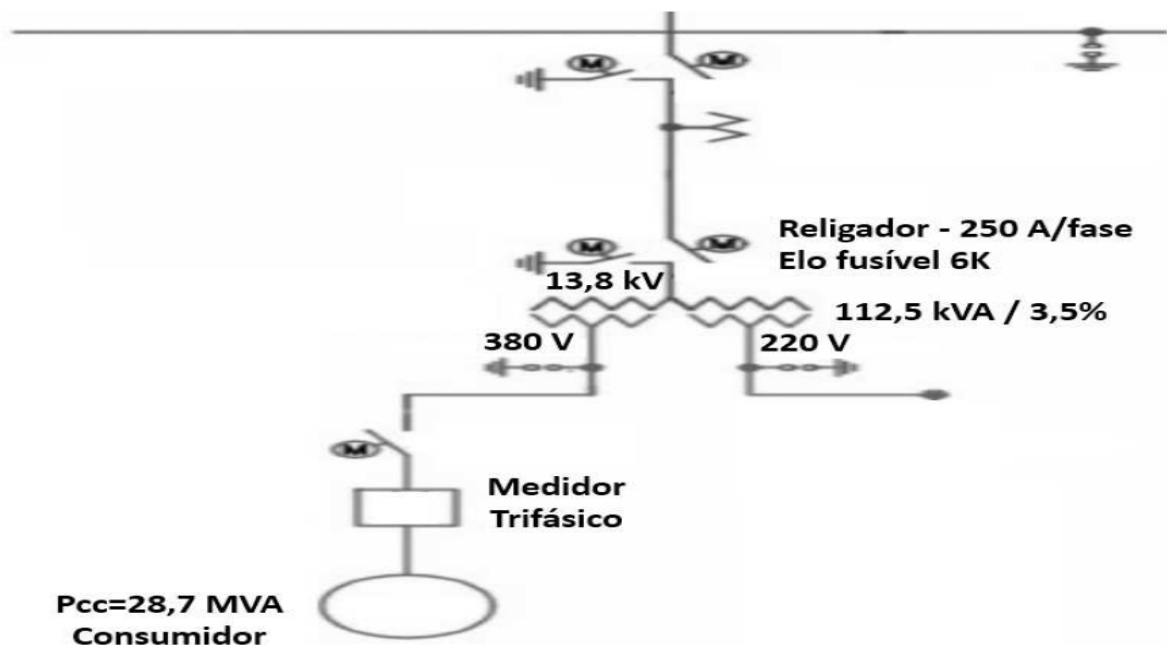 M
M
Religador - 250 A/fase
M
M
Elo fusível 6K
13,8 kV
112,5 kVA / 3,5%
380 V
220 V
M
Medidor
Trifásico
Pcc=28,7 MVA
Consumidor